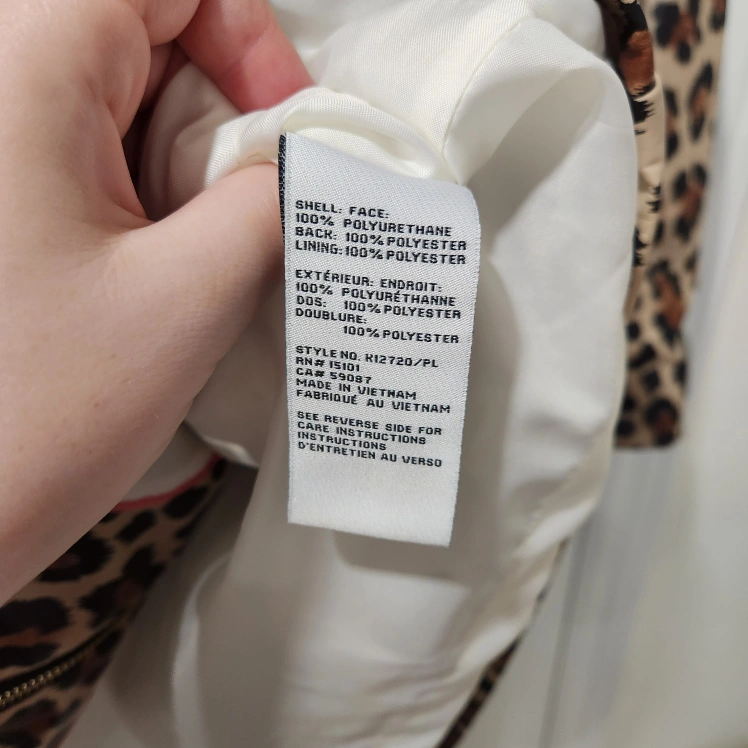 SHELL: FACE:
100% POLYURETHANE
BACK: 100% POLYESTER
LINING: 100% POLYESTER
EXTÉRIEUR: ENDROIT:
100% POLYURÉTHANNE
DOS: 100% POLYESTER
DOUBLURE:
100% POLYESTER
STYLE NO. K12720/PL
RN# 15101
CA# 59087
MADE IN VIETNAM
FABRIQUÉ AU VIETNAM
SEE REVERSE SIDE FOR
CARE INSTRUCTIONS
INSTRUCTIONS
D'ENTRETIEN AU VERSO